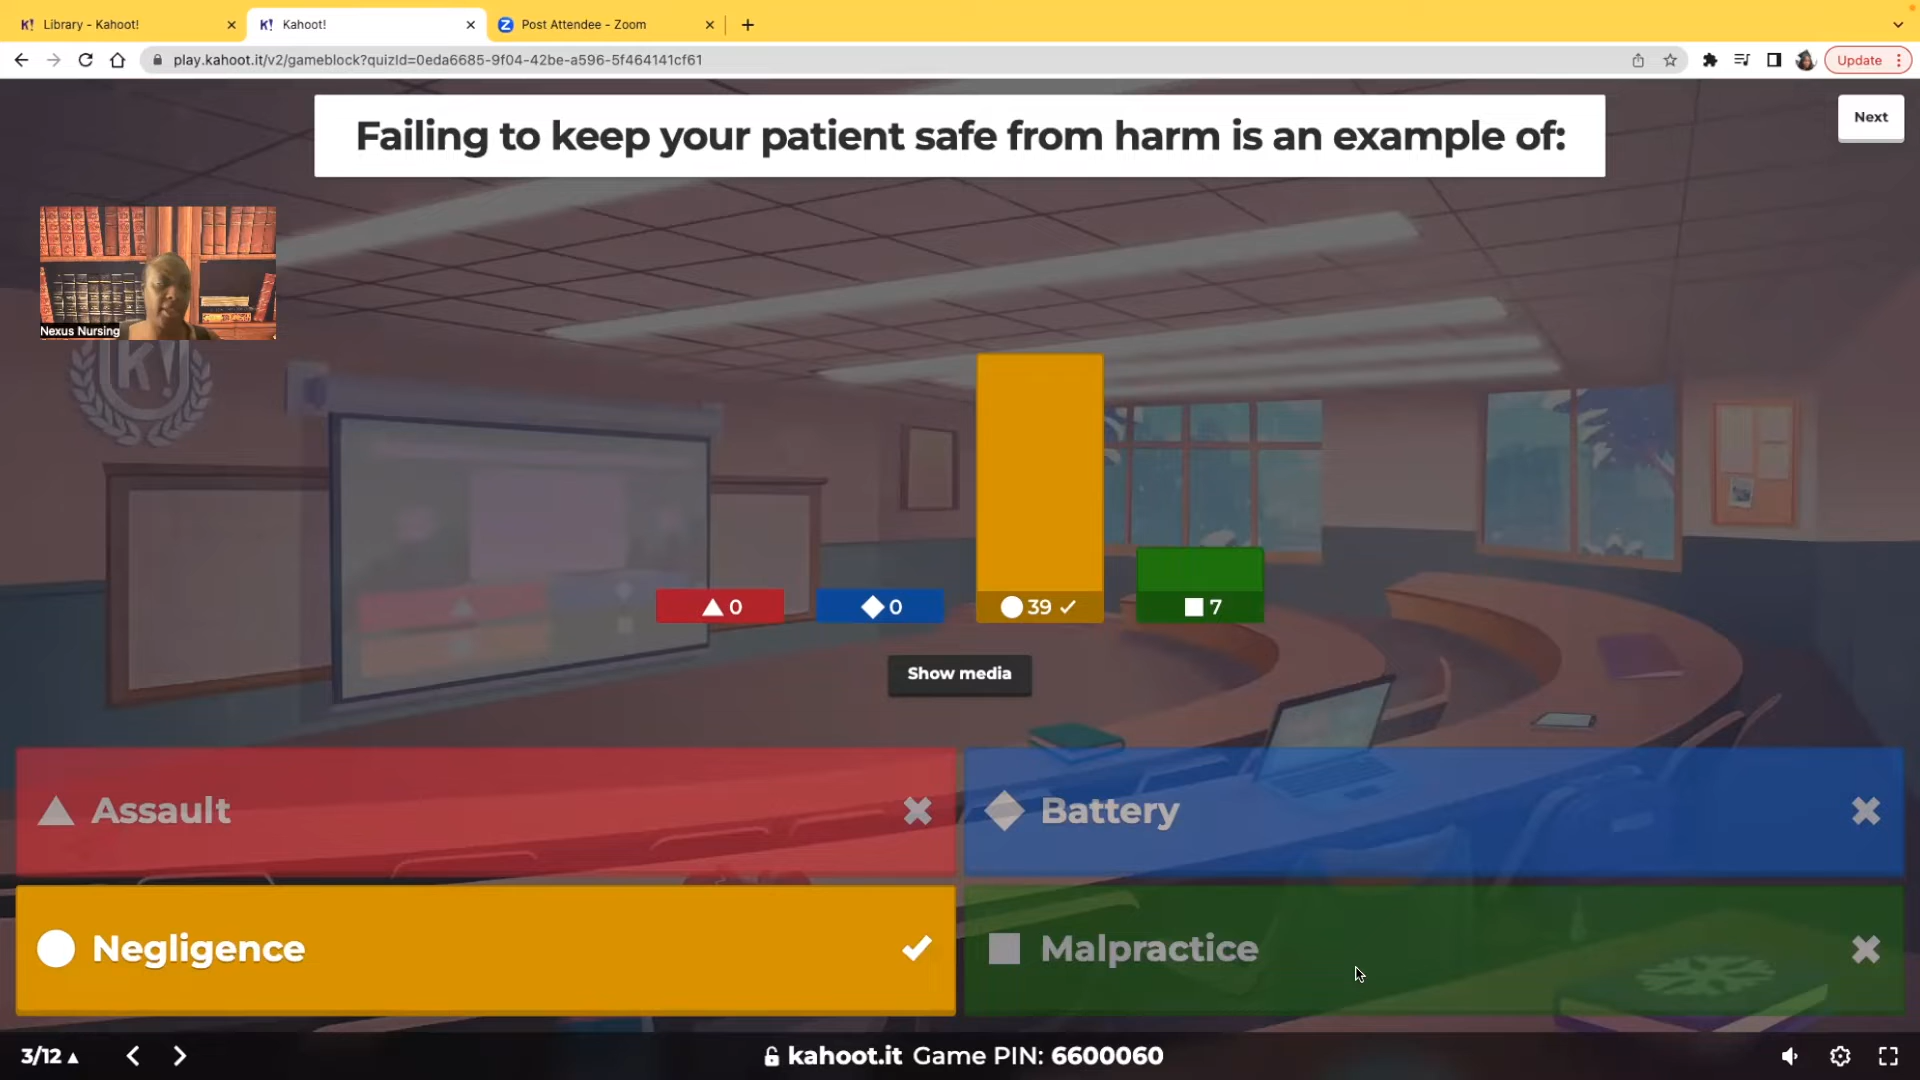 Library - Kahoot!
Kahoot!
Post Attendee - Zoom
play.kahoot.it/v2/gameblock?quizId=0eda6685-9f04-42be-a596-5f464141cf61
Update
Failing to keep your patient safe from harm is an example of:
Next
Nexus Nursing
K!
0
0
39
7
Show media
Assault
Battery
Negligence
Malpractice
3/12
kahoot.it Game PIN: 6600060